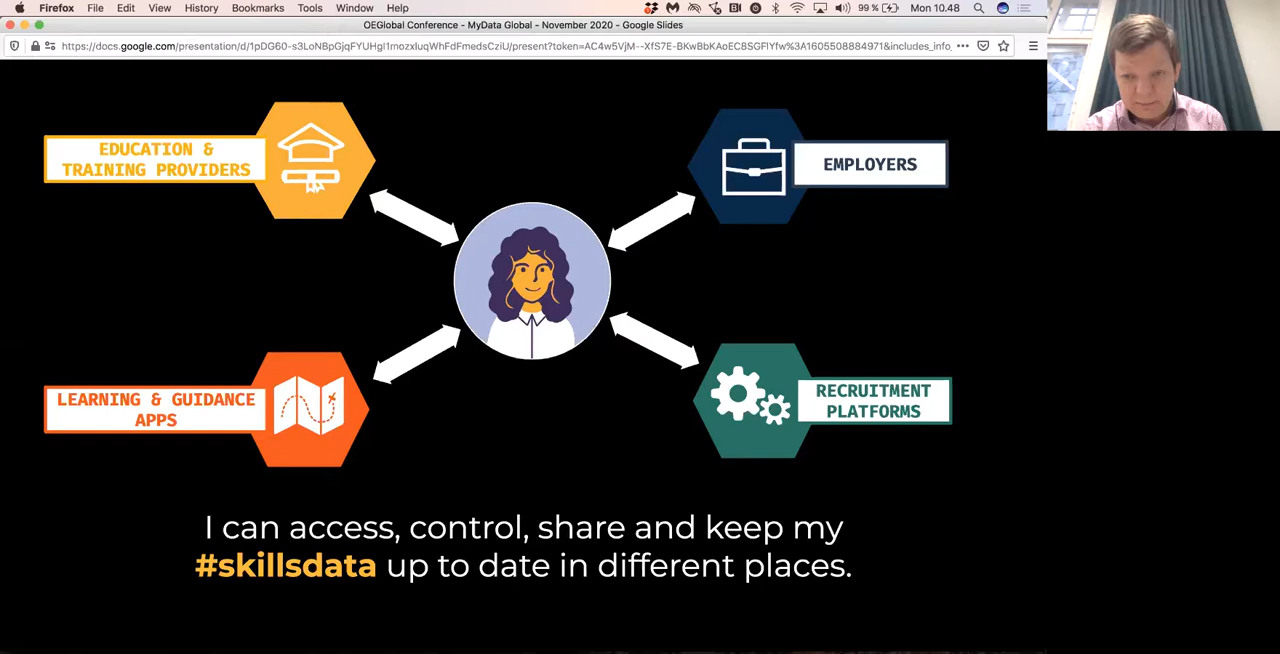 Firefox File Edit View History Bookmarks Tools Window Help 99 % Mon 10.48
OEGlobal Conference - MyData Global - November 2020 - Google Slides
EDUCATION &
TRAINING PROVIDERS
EMPLOYERS
LEARNING & GUIDANCE
APPS
RECRUITMENT
PLATFORMS
I can access, control, share and keep my
#skillsdata up to date in different places.